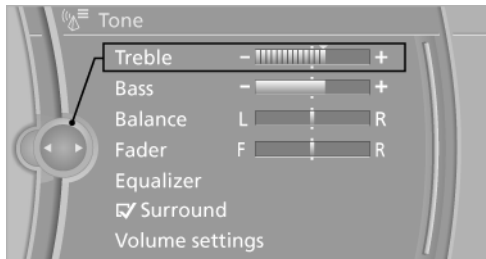 Tone
Treble - +
Bass - +
Balance L R
Fader F R
Equalizer
Surround
Volume settings